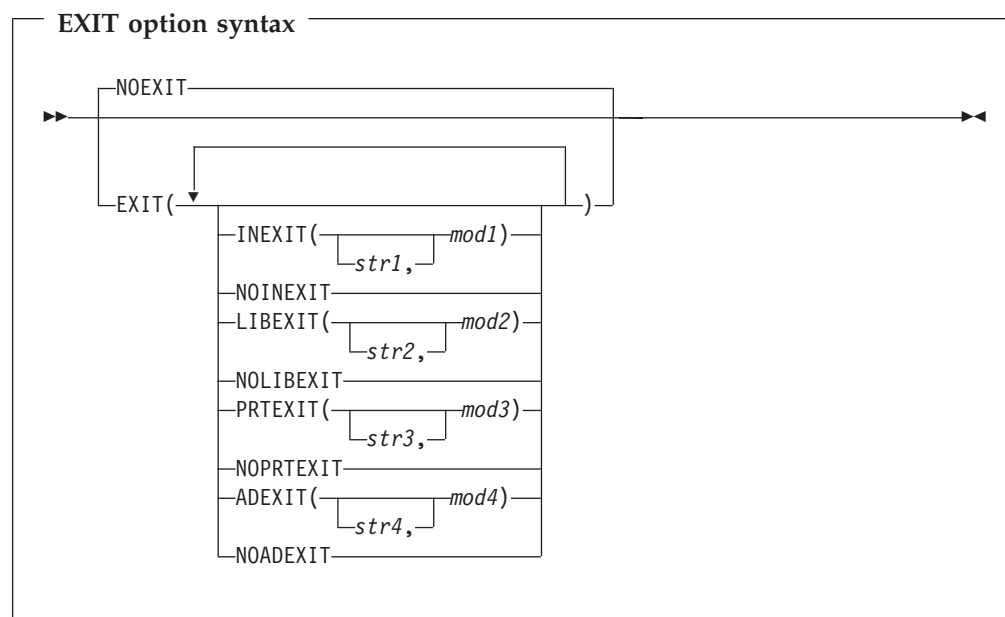 EXIT option syntax
NOEXIT
EXIT( )
INEXIT( mod1)
str1,
NOINEXIT
LIBEXIT( mod2)
str2,
NOLIBEXIT
PRTEXIT( mod3)
str3,
NOPRTEXIT
ADEXIT( mod4)
str4,
NOADEXIT